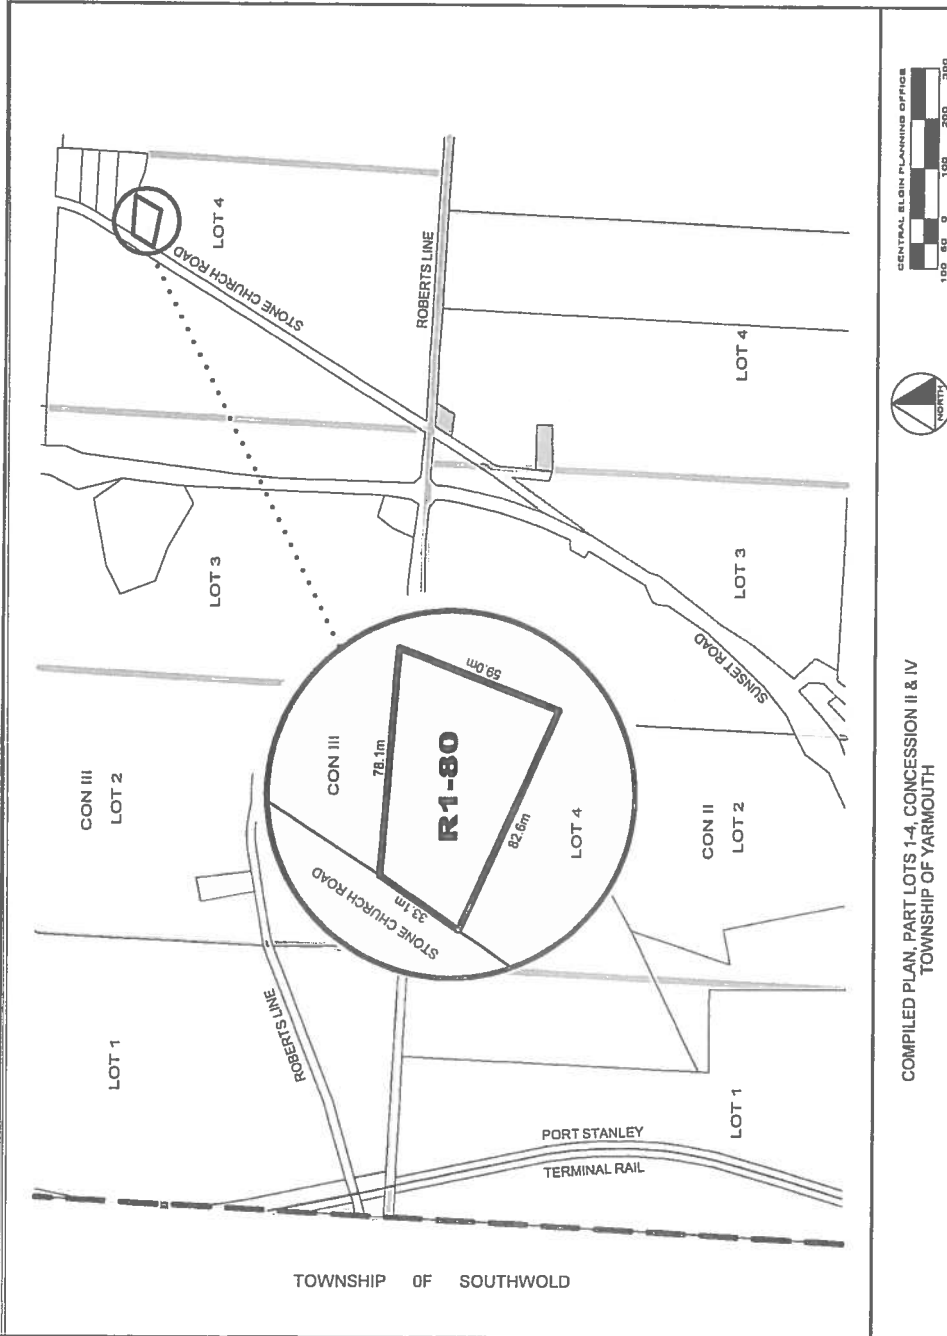 LOT 4
STONE CHURCH ROAD
ROBERTS LINE
LOT 4
LOT 3
LOT 3
SUNSET ROAD
CON III
LOT 2
CON III
78.1m
59.0m
R1-80
82.6m
33.1m
STONE CHURCH ROAD
LOT 4
CON II
LOT 2
LOT 1
ROBERTS LINE
LOT 1
PORT STANLEY
TERMINAL RAIL
TOWNSHIP OF SOUTHWOLD
CENTRAL ELGIN PLANNING OFFICE
100 50 0 100 200 300
NORTH
COMPILED PLAN, PART LOTS 1-4, CONCESSION II & IV
TOWNSHIP OF YARMOUTH